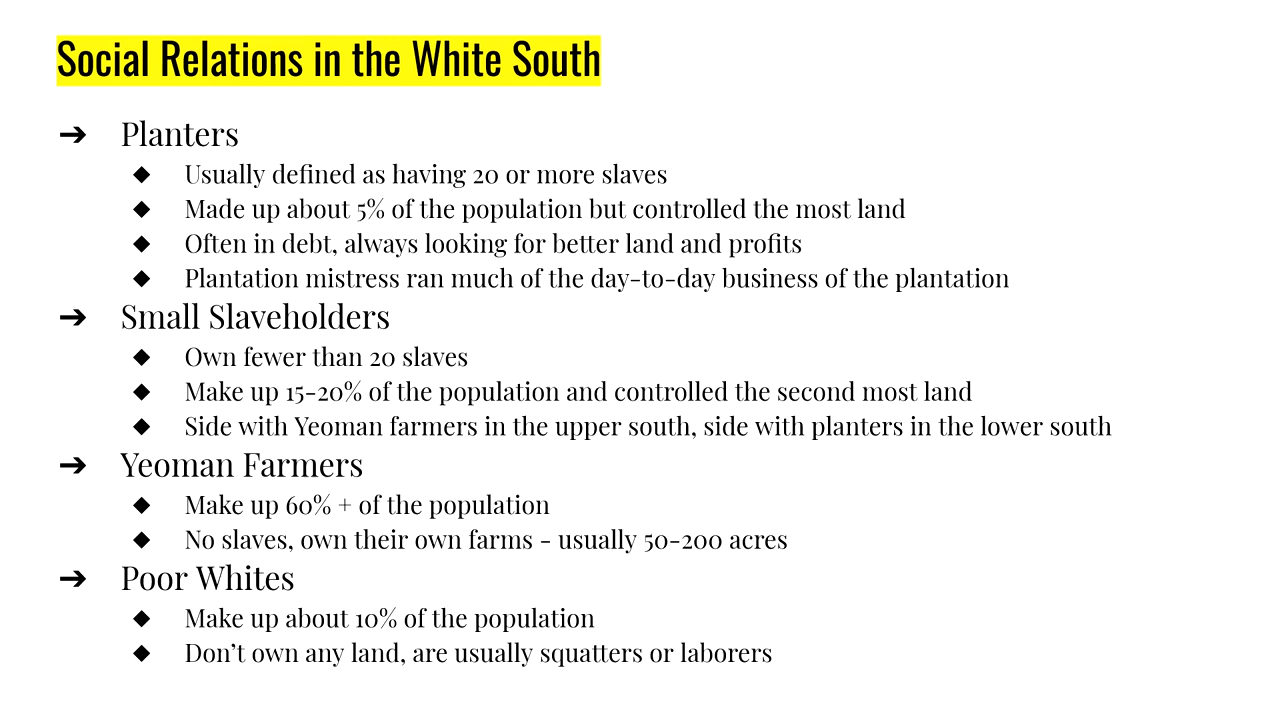 Social Relations in the White South
➔ Planters
◆ Usually defined as having 20 or more slaves
◆ Made up about 5% of the population but controlled the most land
◆ Often in debt, always looking for better land and profits
◆ Plantation mistress ran much of the day-to-day business of the plantation
➔ Small Slaveholders
◆ Own fewer than 20 slaves
◆ Make up 15-20% of the population and controlled the second most land
◆ Side with Yeoman farmers in the upper south, side with planters in the lower south
➔ Yeoman Farmers
◆ Make up 60% + of the population
◆ No slaves, own their own farms - usually 50-200 acres
➔ Poor Whites
◆ Make up about 10% of the population
◆ Don’t own any land, are usually squatters or laborers